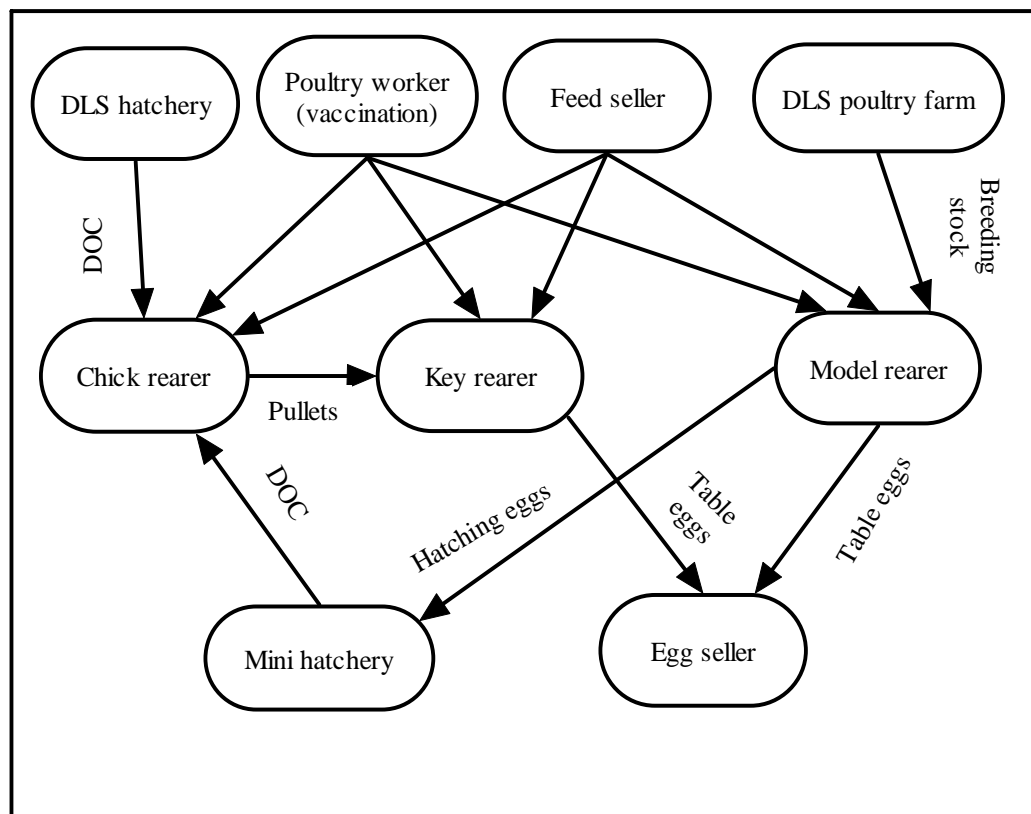 DLS hatchery
Poultry worker
(vaccination)
Feed seller
DLS poultry farm
DOC
Breeding
stock
Chick rearer
Pullets
Key rearer
Model rearer
DOC
Hatching eggs
Table
eggs
Table eggs
Mini hatchery
Egg seller